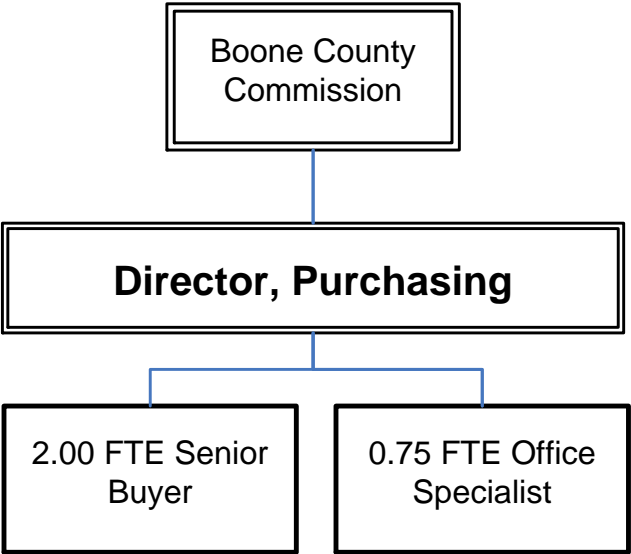 Boone County
Commission
Director, Purchasing
2.00 FTE Senior
Buyer
0.75 FTE Office
Specialist